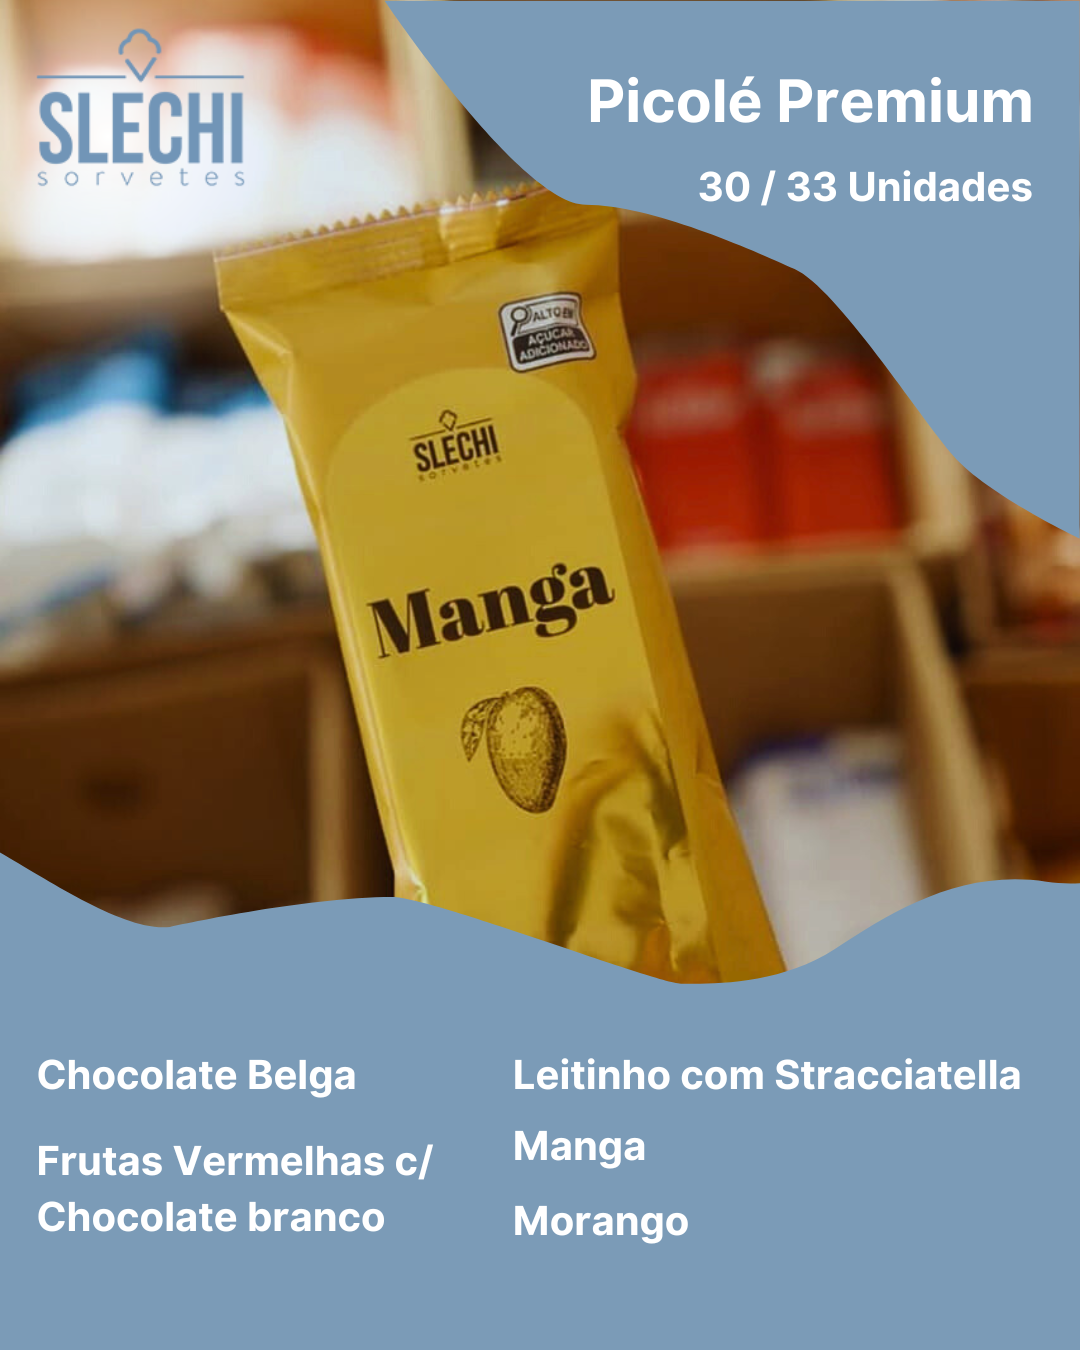 SLECHI
sorvetes
Picolé Premium
30 / 33 Unidades
ALTO EM
AÇÚCAR
ADICIONADO
SLECHI
sorvetes
Manga
Chocolate Belga
Frutas Vermelhas c/
Chocolate branco
Leitinho com Stracciatella
Manga
Morango